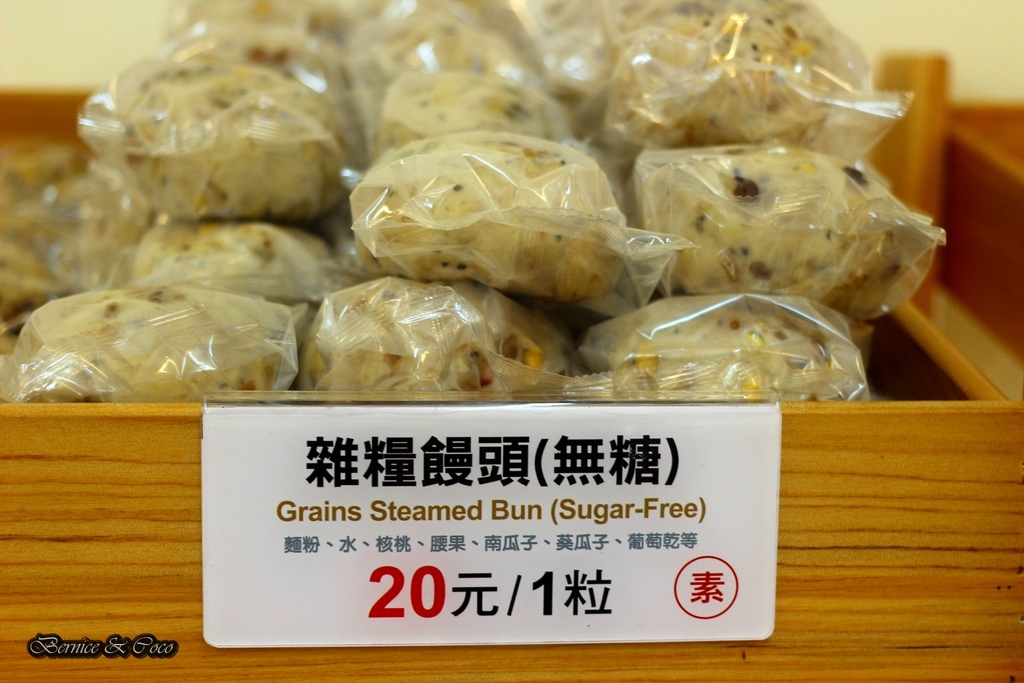 雜糧饅頭(無糖)
Grains Steamed Bun (Sugar-Free)
麵粉、水、核桃、腰果、南瓜子、葵瓜子、葡萄乾等
20元/1粒
素
Bernice & Coco